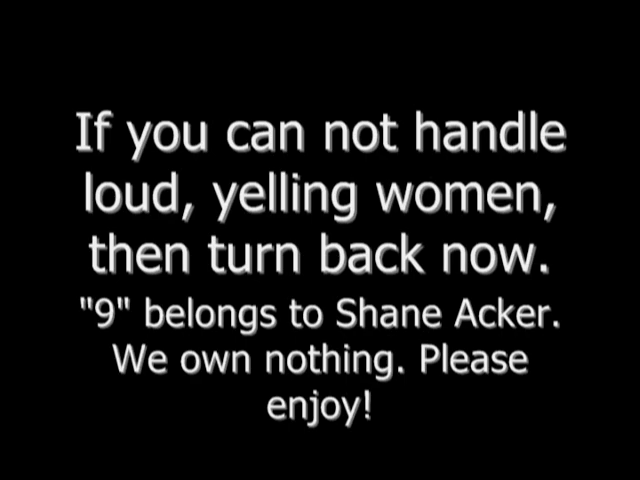 If you can not handle
loud, yelling women,
then turn back now.
"9" belongs to Shane Acker.
We own nothing. Please
enjoy!